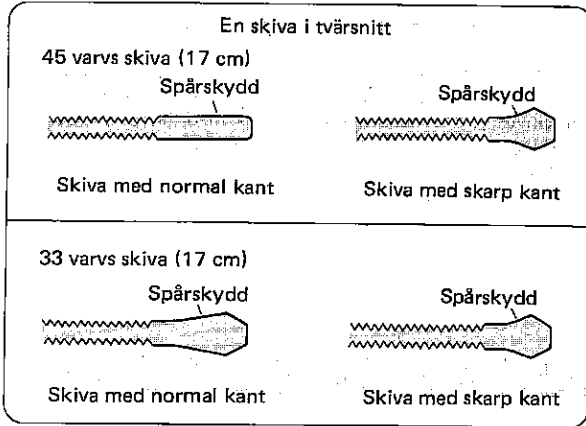 En skiva i tvärsnitt
45 varvs skiva (17 cm)
Spårskydd
Spårskydd
Skiva med normal kant
Skiva med skarp kant
33 varvs skiva (17 cm)
Spårskydd
Spårskydd
Skiva med normal kant
Skiva med skarp kant